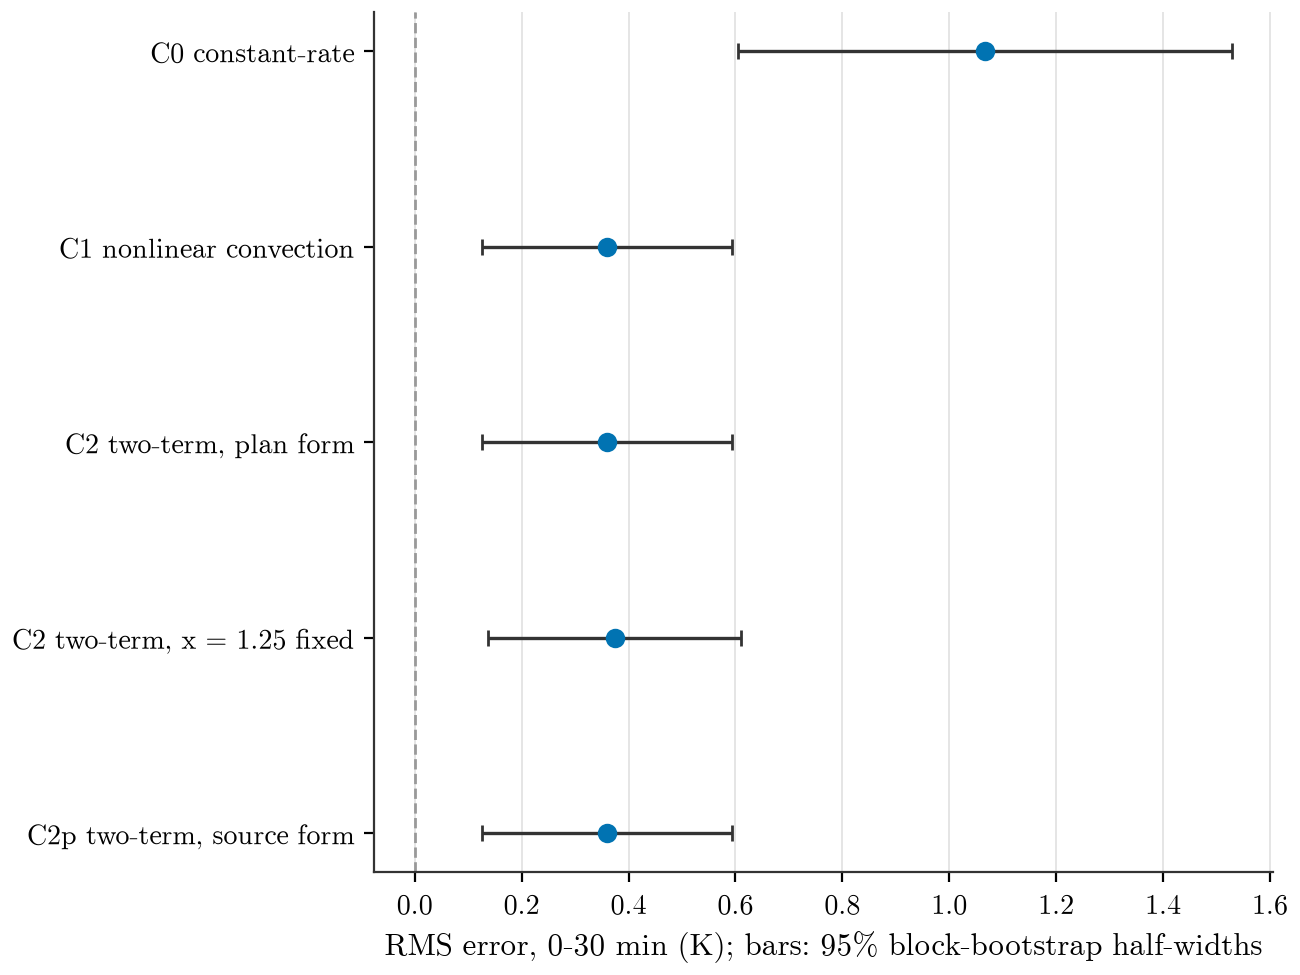 C0 constant-rate
C1 nonlinear convection
C2 two-term, plan form
C2 two-term, x = 1.25 fixed
C2p two-term, source form
0.0 0.2 0.4 0.6 0.8 1.0 1.2 1.4 1.6
RMS error, 0-30 min (K); bars: 95% block-bootstrap half-widths